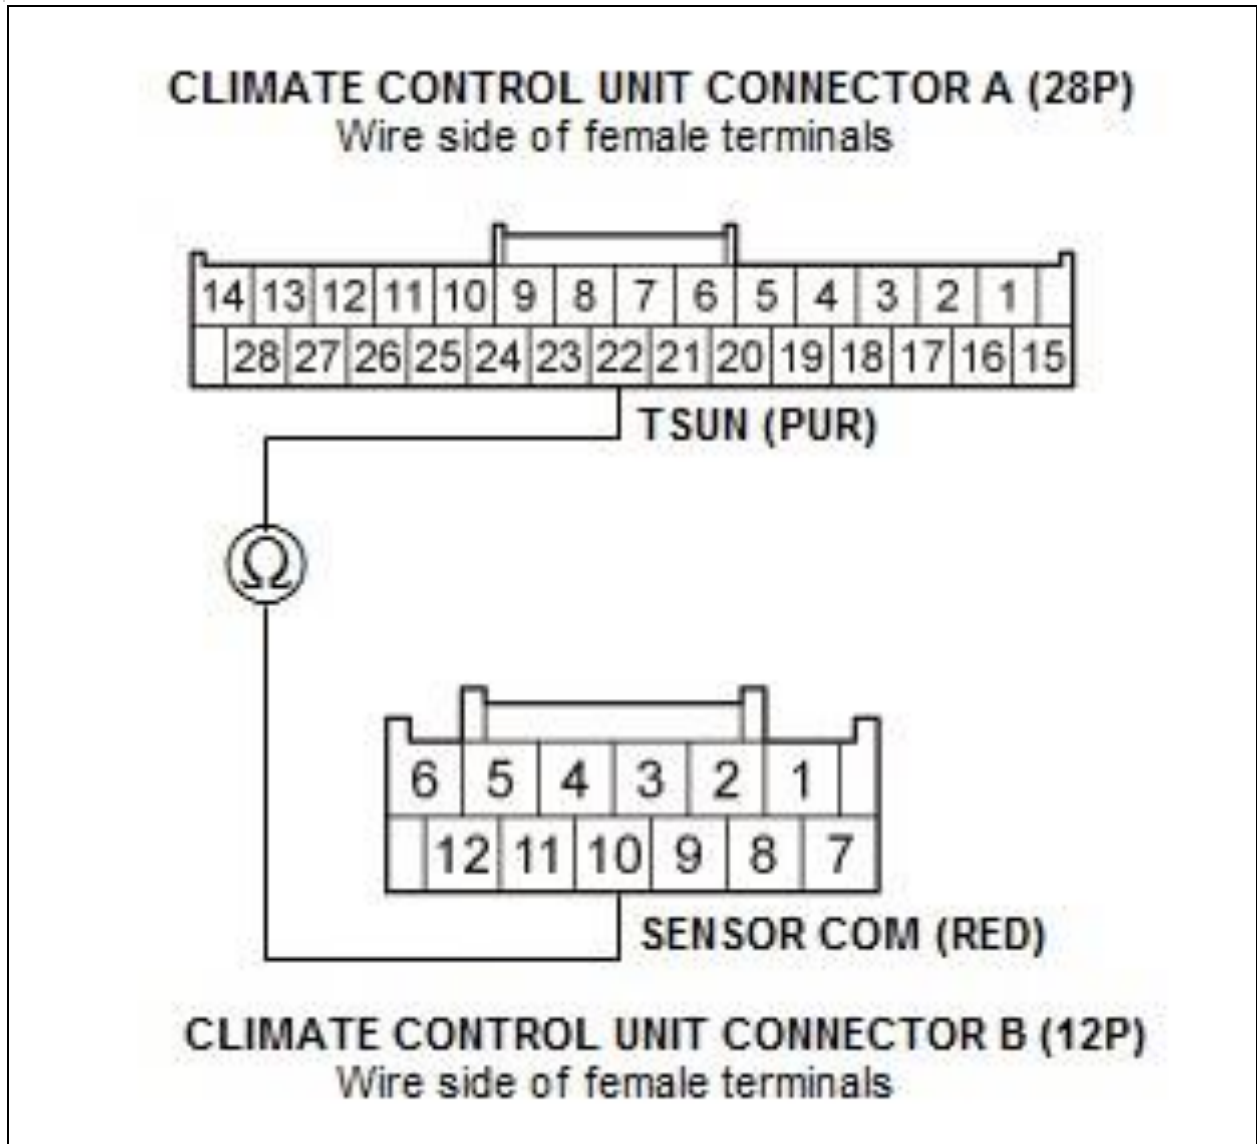 CLIMATE CONTROL UNIT CONNECTOR A (28P)
Wire side of female terminals
14 13 12 11 10 9 8 7 6 5 4 3 2 1
28 27 26 25 24 23 22 21 20 19 18 17 16 15
TSUN (PUR)
Ω
6 5 4 3 2 1
12 11 10 9 8 7
SENSOR COM (RED)
CLIMATE CONTROL UNIT CONNECTOR B (12P)
Wire side of female terminals